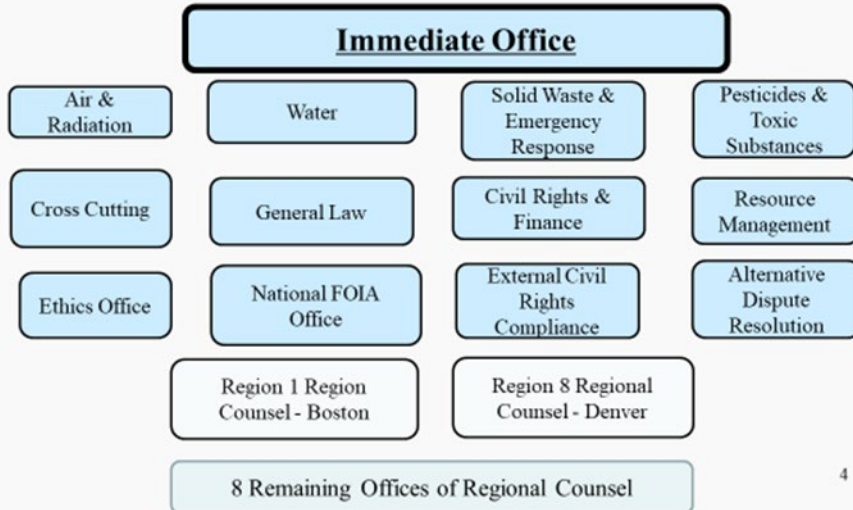 Immediate Office
Air &
Radiation
Water
Solid Waste &
Emergency
Response
Pesticides &
Toxic
Substances
Cross Cutting
General Law
Civil Rights &
Finance
Resource
Management
Ethics Office
National FOIA
Office
External Civil
Rights
Compliance
Alternative
Dispute
Resolution
Region 1 Region
Counsel - Boston
Region 8 Regional
Counsel - Denver
8 Remaining Offices of Regional Counsel
4